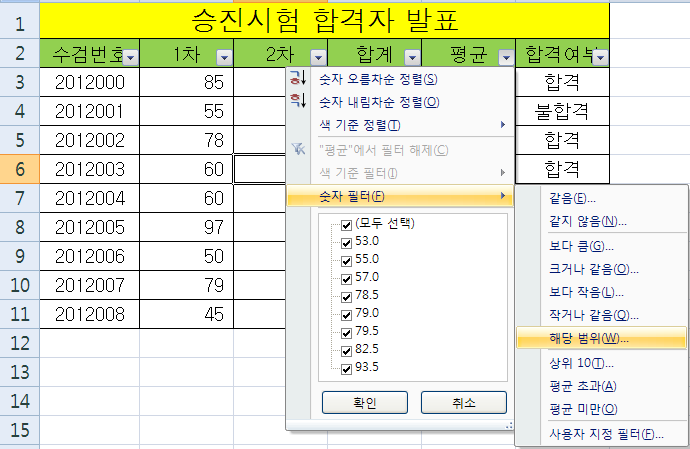 1 승진시험 합격자 발표
2 수검번호 1차 2차 합계 평균 합격여부
3 2012000 85 합격
4 2012001 55 불합격
5 2012002 78 합격
6 2012003 60 합격
7 2012004 60
8 2012005 97
9 2012006 50
10 2012007 79
11 2012008 45
12
13
14
15
숫자 오름차순 정렬(S)
숫자 내림차순 정렬(O)
색 기준 정렬(T)
"평균"에서 필터 해제(C)
색 기준 필터(I)
숫자 필터(F)
(모두 선택)
53.0
55.0
57.0
78.5
79.0
79.5
82.5
93.5
확인 취소
같음(E)...
같지 않음(N)...
보다 큼(G)...
크거나 같음(O)...
보다 작음(L)...
작거나 같음(Q)...
해당 범위(W)...
상위 10(T)...
평균 초과(A)
평균 미만(O)
사용자 지정 필터(F)...